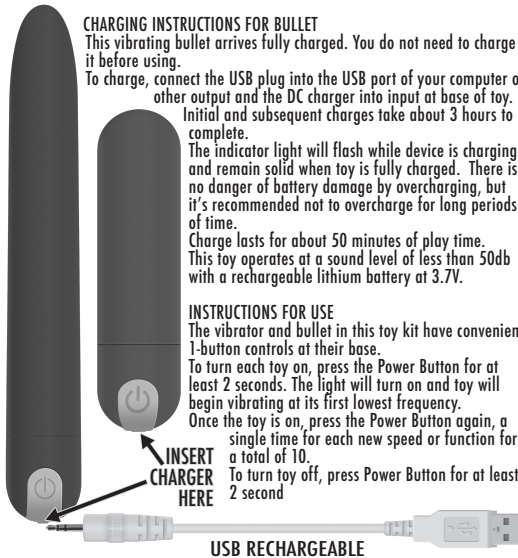 CHARGING INSTRUCTIONS FOR BULLET
This vibrating bullet arrives fully charged. You do not need to charge
it before using.
To charge, connect the USB plug into the USB port of your computer o
other output and the DC charger into input at base of toy.
Initial and subsequent charges take about 3 hours to
complete.
The indicator light will flash while device is charging
and remain solid when toy is fully charged. There is
no danger of battery damage by overcharging, but
it's recommended not to overcharge for long periods
of time.
Charge lasts for about 50 minutes of play time.
This toy operates at a sound level of less than 50db
with a rechargeable lithium battery at 3.7V.
INSTRUCTIONS FOR USE
The vibrator and bullet in this toy kit have convenien
1-button controls at their base.
To turn each toy on, press the Power Button for at
least 2 seconds. The light will turn on and toy will
begin vibrating at its first lowest frequency.
Once the toy is on, press the Power Button again, a
single time for each new speed or function for
a total of 10.
To turn toy off, press Power Button for at least
2 second
INSERT
CHARGER
HERE
USB RECHARGEABLE